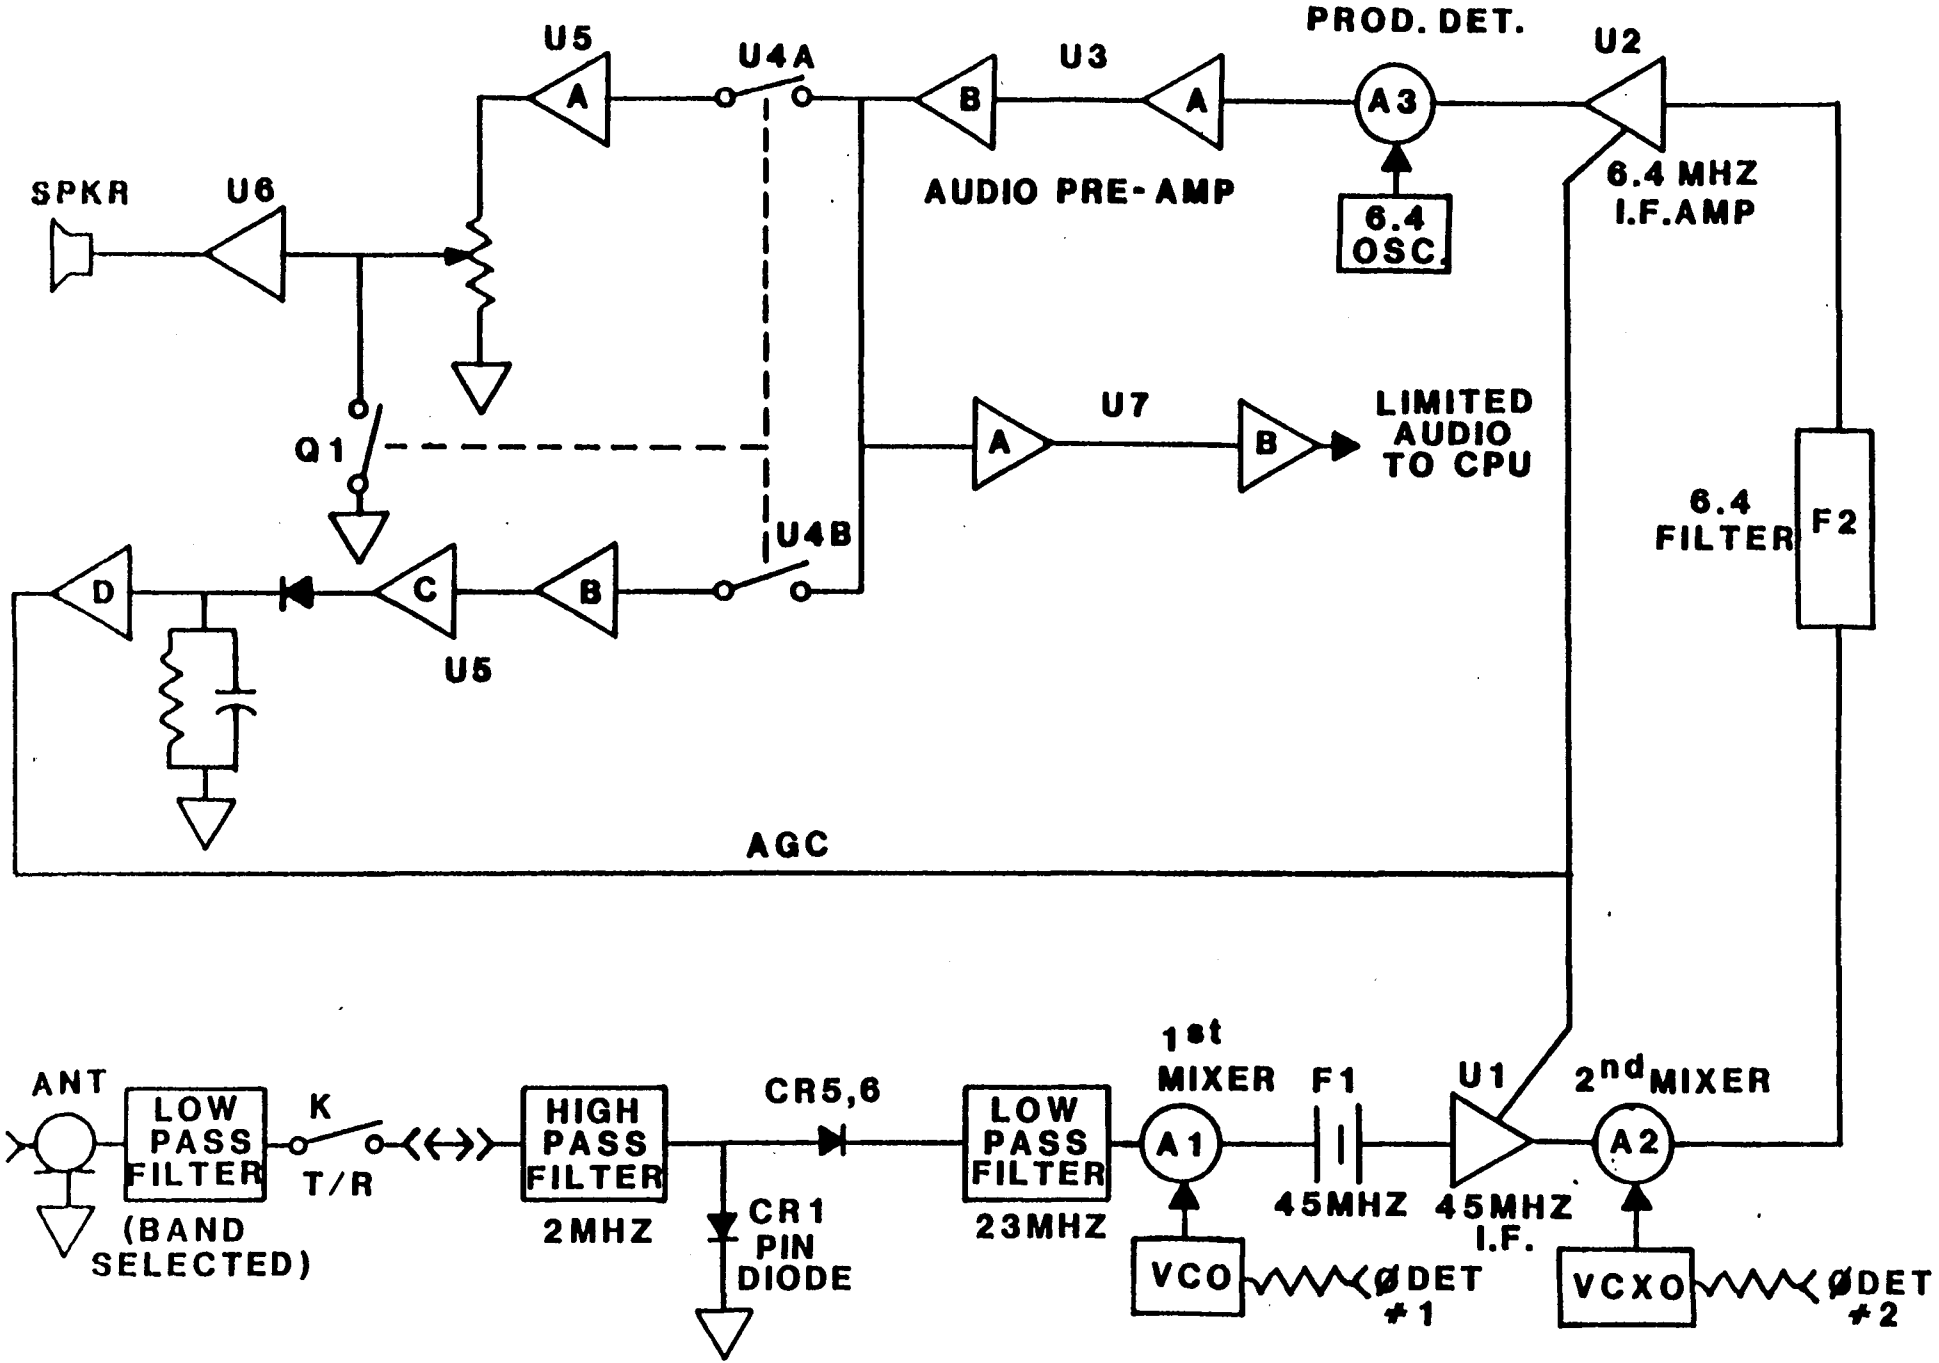 PROD. DET.
U5
U4A
U3
U2
A
B
A
A3
6.4 MHZ
I.F. AMP
AUDIO PRE-AMP
6.4
OSC.
SPKR
U6
Q1
U7
A
B
LIMITED
AUDIO
TO CPU
6.4
FILTER
F2
U4B
D
C
B
U5
AGC
ANT
LOW
PASS
FILTER
(BAND
SELECTED)
K
T/R
HIGH
PASS
FILTER
2MHZ
CR1
PIN
DIODE
CR5,6
LOW
PASS
FILTER
23MHZ
1st
MIXER
A1
VCO
ØDET
≠1
F1
45MHZ
U1
45MHZ
I.F.
2nd MIXER
A2
VCXO
ØDET
≠2